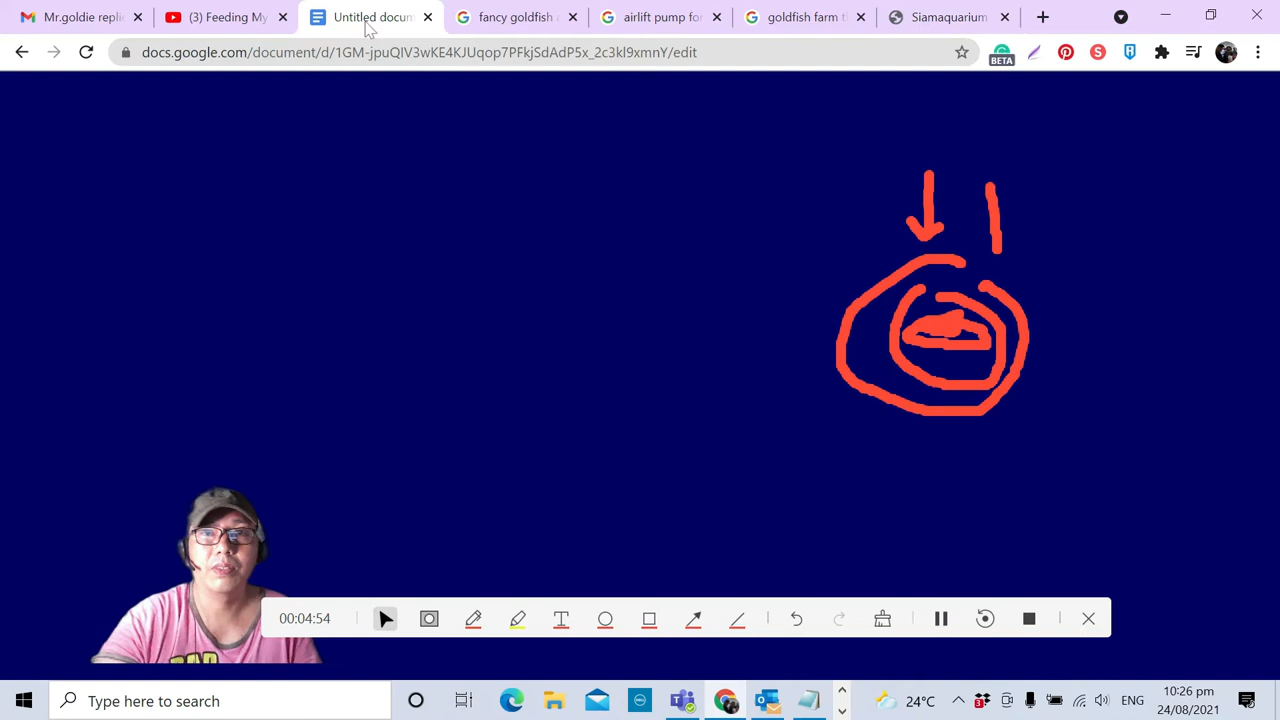 Mr.goldie repli
(3) Feeding My
Untitled docum
fancy goldfish a
airlift pump for
goldfish farm t
Siamaquarium
docs.google.com/document/d/1GM-jpuQIV3wKE4KJUqop7PFkjSdAdP5x_2c3kl9xmnY/edit
BETA
00:04:54
Type here to search
24°C
ENG
10:26 pm
24/08/2021